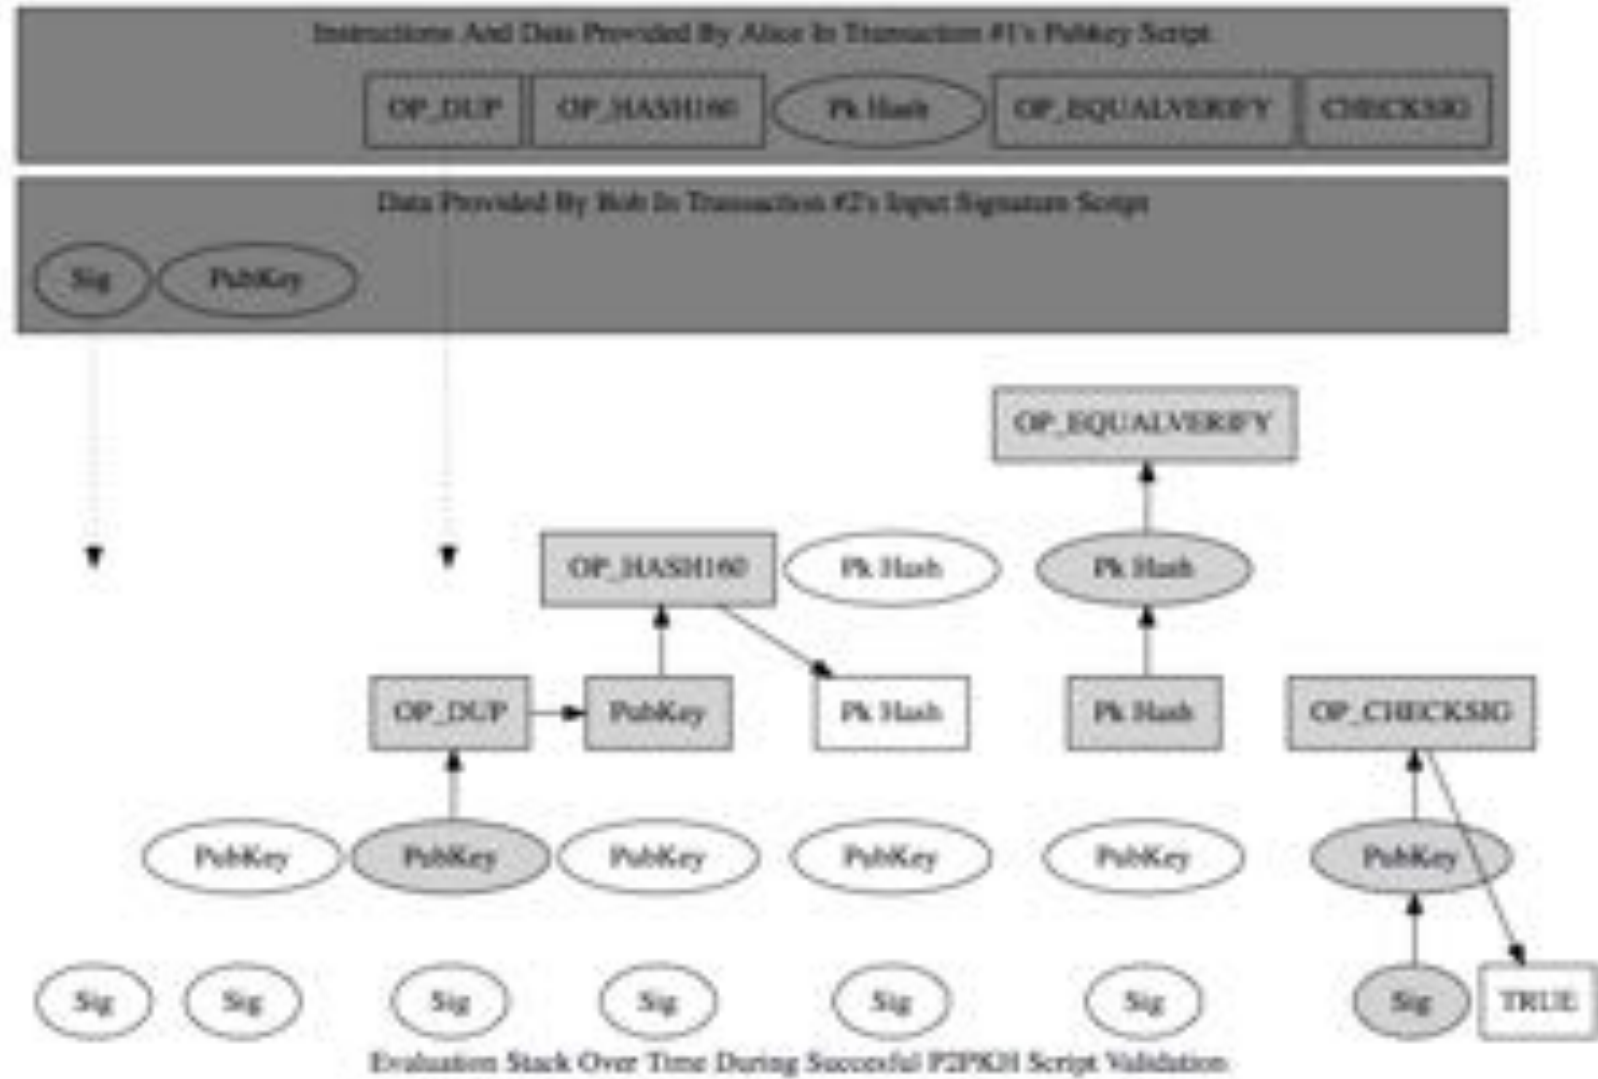 Instructions And Data Provided By Alice In Transaction #1's Pubkey Script
OP_DUP OP_HASH160 Pk Hash OP_EQUALVERIFY CHECKSIG
Data Provided By Bob In Transaction #2's Input Signature Script
Sig PubKey
OP_EQUALVERIFY
OP_HASH160 Pk Hash Pk Hash
OP_DUP PubKey Pk Hash Pk Hash OP_CHECKSIG
PubKey PubKey PubKey PubKey PubKey PubKey
Sig Sig Sig Sig Sig Sig Sig TRUE
Evaluation Stack Over Time During Succesful P2PKH Script Validation